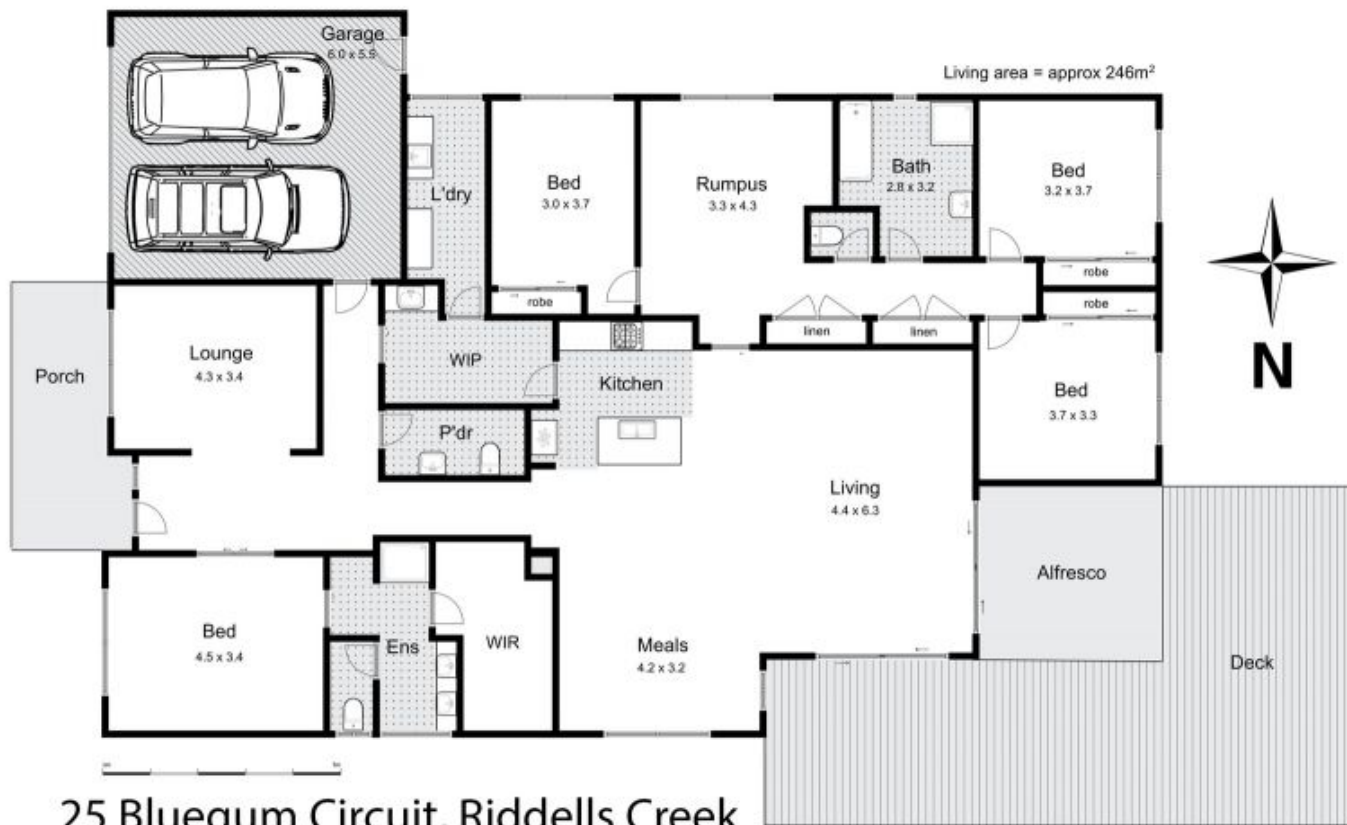 Garage
6.0 x 5.9
Living area = approx 246m²
L'dry
Bed
3.0 x 3.7
robe
Rumpus
3.3 x 4.3
Bath
2.8 x 3.2
Bed
3.2 x 3.7
robe
robe
linen
linen
N
Porch
Lounge
4.3 x 3.4
WIP
Kitchen
P'dr
Bed
3.7 x 3.3
Living
4.4 x 6.3
Alfresco
Deck
Bed
4.5 x 3.4
Ens
WIR
Meals
4.2 x 3.2
25 Bluegum Circuit, Riddells Creek